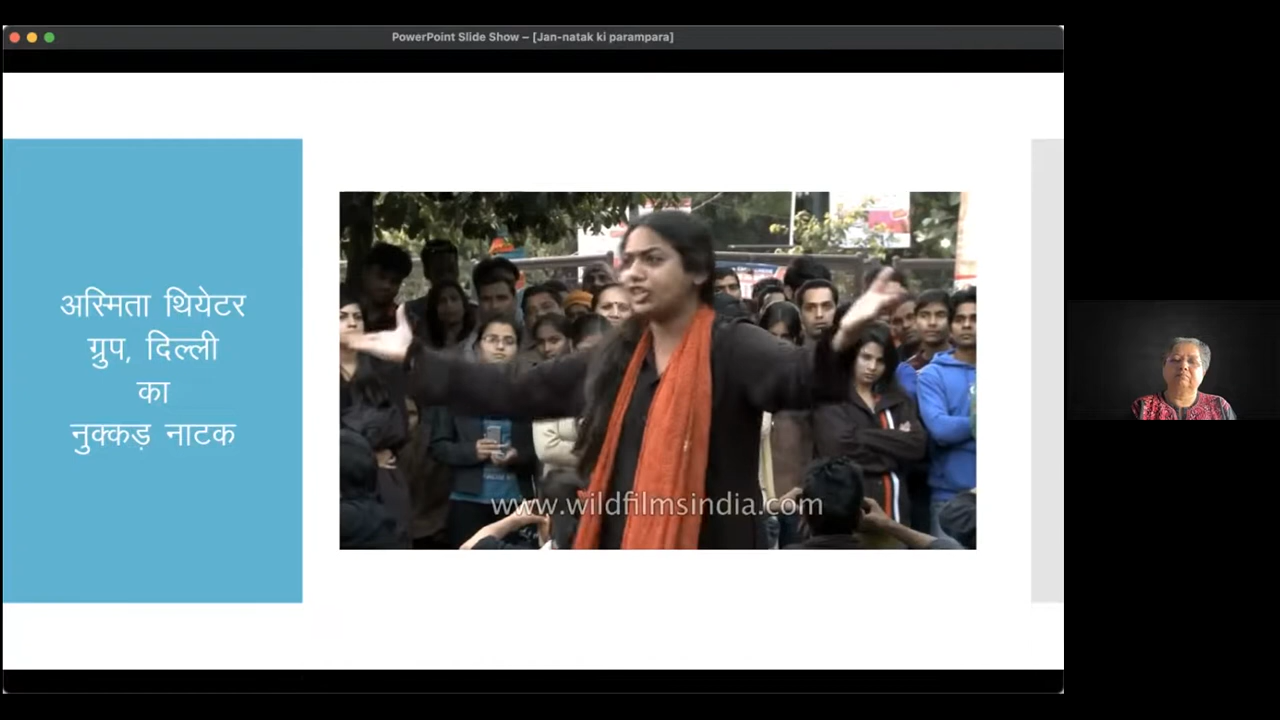 PowerPoint Slide Show – [Jan-natak ki parampara]
अस्मिता थियेटर
ग्रुप, दिल्ली
का
नुक्कड़ नाटक
www.wildfilmsindia.com